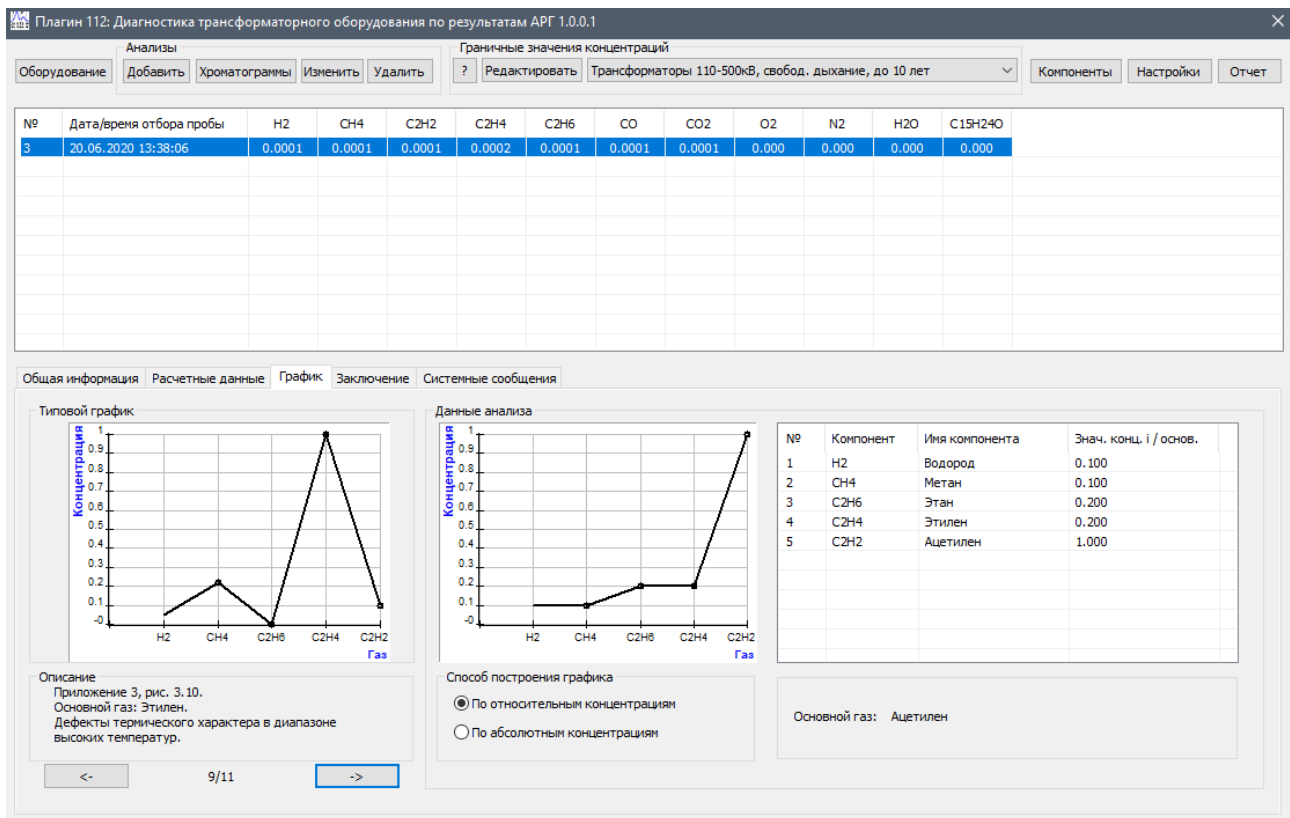 Плагин 112: Диагностика трансформаторного оборудования по результатам АРГ 1.0.0.1
Анализы
Граничные значения концентраций
Оборудование Добавить Хроматограммы Изменить Удалить ? Редактировать Трансформаторы 110-500кВ, свобод. дыхание, до 10 лет Компоненты Настройки Отчет
№ Дата/время отбора пробы H2 CH4 C2H2 C2H4 C2H6 CO CO2 O2 N2 H2O C15H24O
3 20.06.2020 13:38:06 0.0001 0.0001 0.0001 0.0002 0.0001 0.0001 0.0001 0.000 0.000 0.000 0.000
Общая информация Расчетные данные График Заключение Системные сообщения
Типовой график
Концентрация
1
0.9
0.8
0.7
0.6
0.5
0.4
0.3
0.2
0.1
-0
H2 CH4 C2H6 C2H4 C2H2
Газ
Описание
Приложение 3, рис. 3.10.
Основной газ: Этилен.
Дефекты термического характера в диапазоне
высоких температур.
<- 9/11 ->
Данные анализа
Концентрация
1
0.9
0.8
0.7
0.6
0.5
0.4
0.3
0.2
0.1
-0
H2 CH4 C2H6 C2H4 C2H2
Газ
Способ построения графика
По относительным концентрациям
По абсолютным концентрациям
№ Компонент Имя компонента Знач. конц. i / основ.
1 H2 Водород 0.100
2 CH4 Метан 0.100
3 C2H6 Этан 0.200
4 C2H4 Этилен 0.200
5 C2H2 Ацетилен 1.000
Основной газ: Ацетилен